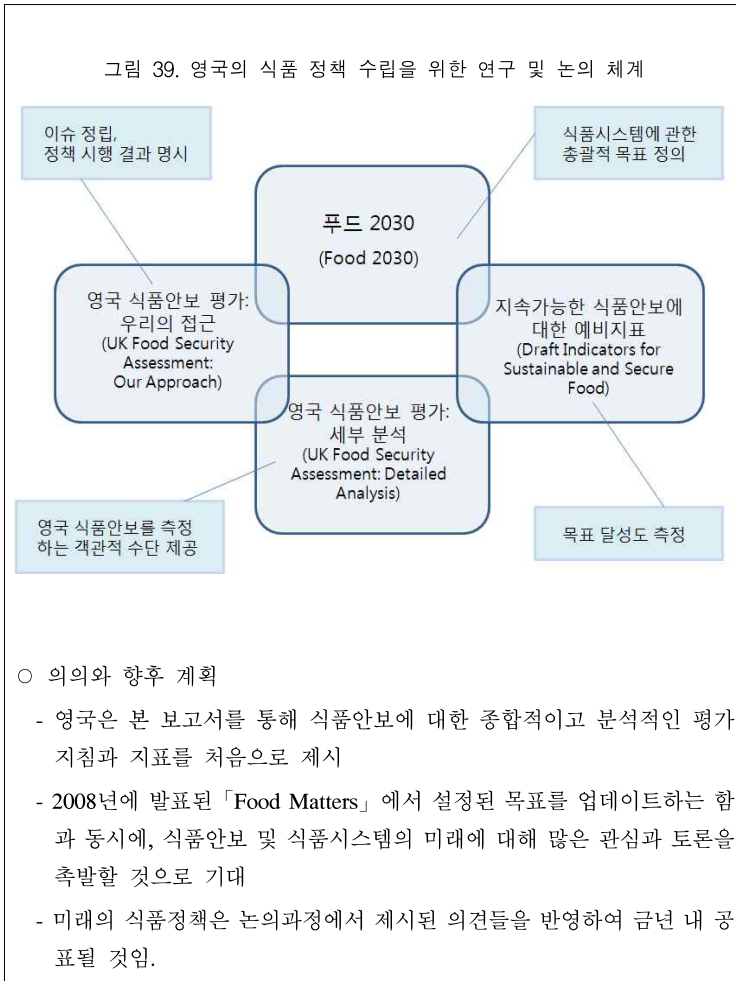 그림 39. 영국의 식품 정책 수립을 위한 연구 및 논의 체계
이슈 정립,
정책 시행 결과 명시
식품시스템에 관한
총괄적 목표 정의
푸드 2030
(Food 2030)
영국 식품안보 평가:
우리의 접근
(UK Food Security
Assessment:
Our Approach)
지속가능한 식품안보에
대한 예비지표
(Draft Indicators for
Sustainable and Secure
Food)
영국 식품안보 평가:
세부 분석
(UK Food Security
Assessment: Detailed
Analysis)
영국 식품안보를 측정
하는 객관적 수단 제공
목표 달성도 측정
○ 의의와 향후 계획
- 영국은 본 보고서를 통해 식품안보에 대한 종합적이고 분석적인 평가
지침과 지표를 처음으로 제시
- 2008년에 발표된「Food Matters」에서 설정된 목표를 업데이트하는 함
과 동시에, 식품안보 및 식품시스템의 미래에 대해 많은 관심과 토론을
촉발할 것으로 기대
- 미래의 식품정책은 논의과정에서 제시된 의견들을 반영하여 금년 내 공
표될 것임.